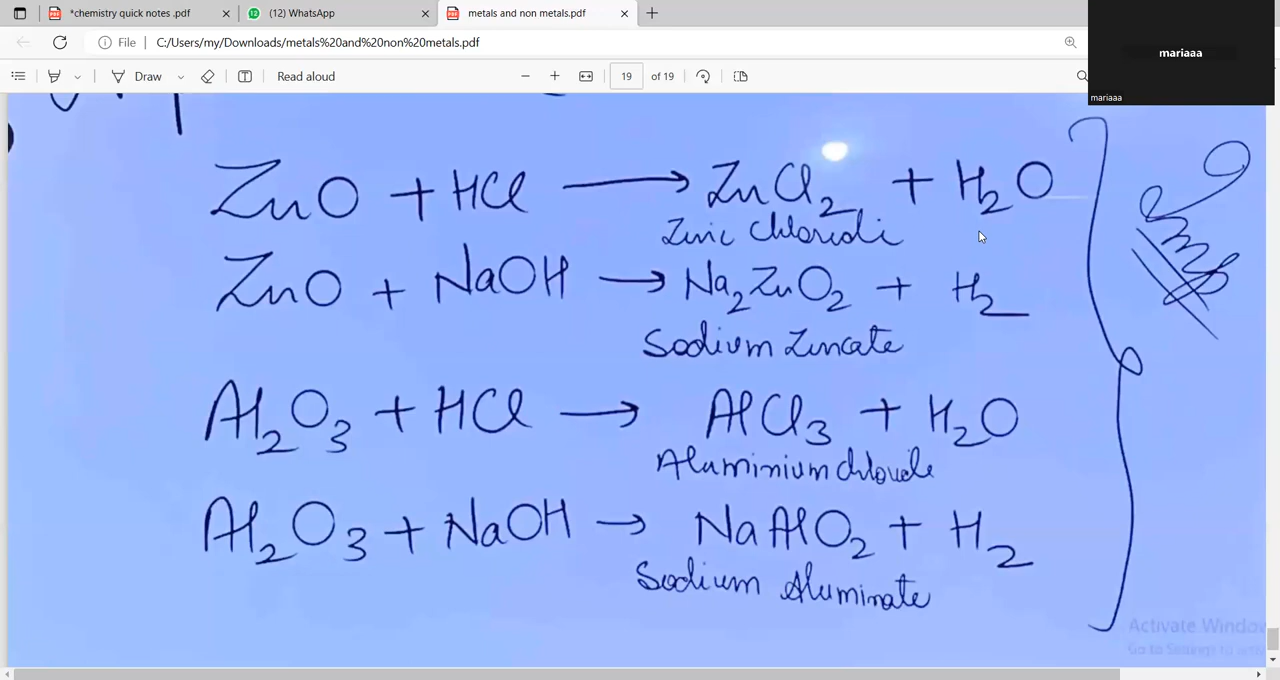 *chemistry quick notes .pdf
(12) WhatsApp
metals and non metals.pdf
File C:/Users/my/Downloads/metals%20and%20non%20metals.pdf
Draw
Read aloud
19 of 19
mariaaa
mariaaa
ZnO + HCl → ZnCl₂ + H₂O
Zinc Chloride
ZnO + NaOH → Na₂ZnO₂ + H₂
Sodium Zincate
Al₂O₃ + HCl → AlCl₃ + H₂O
Aluminium chloride
Al₂O₃ + NaOH → NaAlO₂ + H₂
Sodium Aluminate
Activate Window
Go to Settings to activ